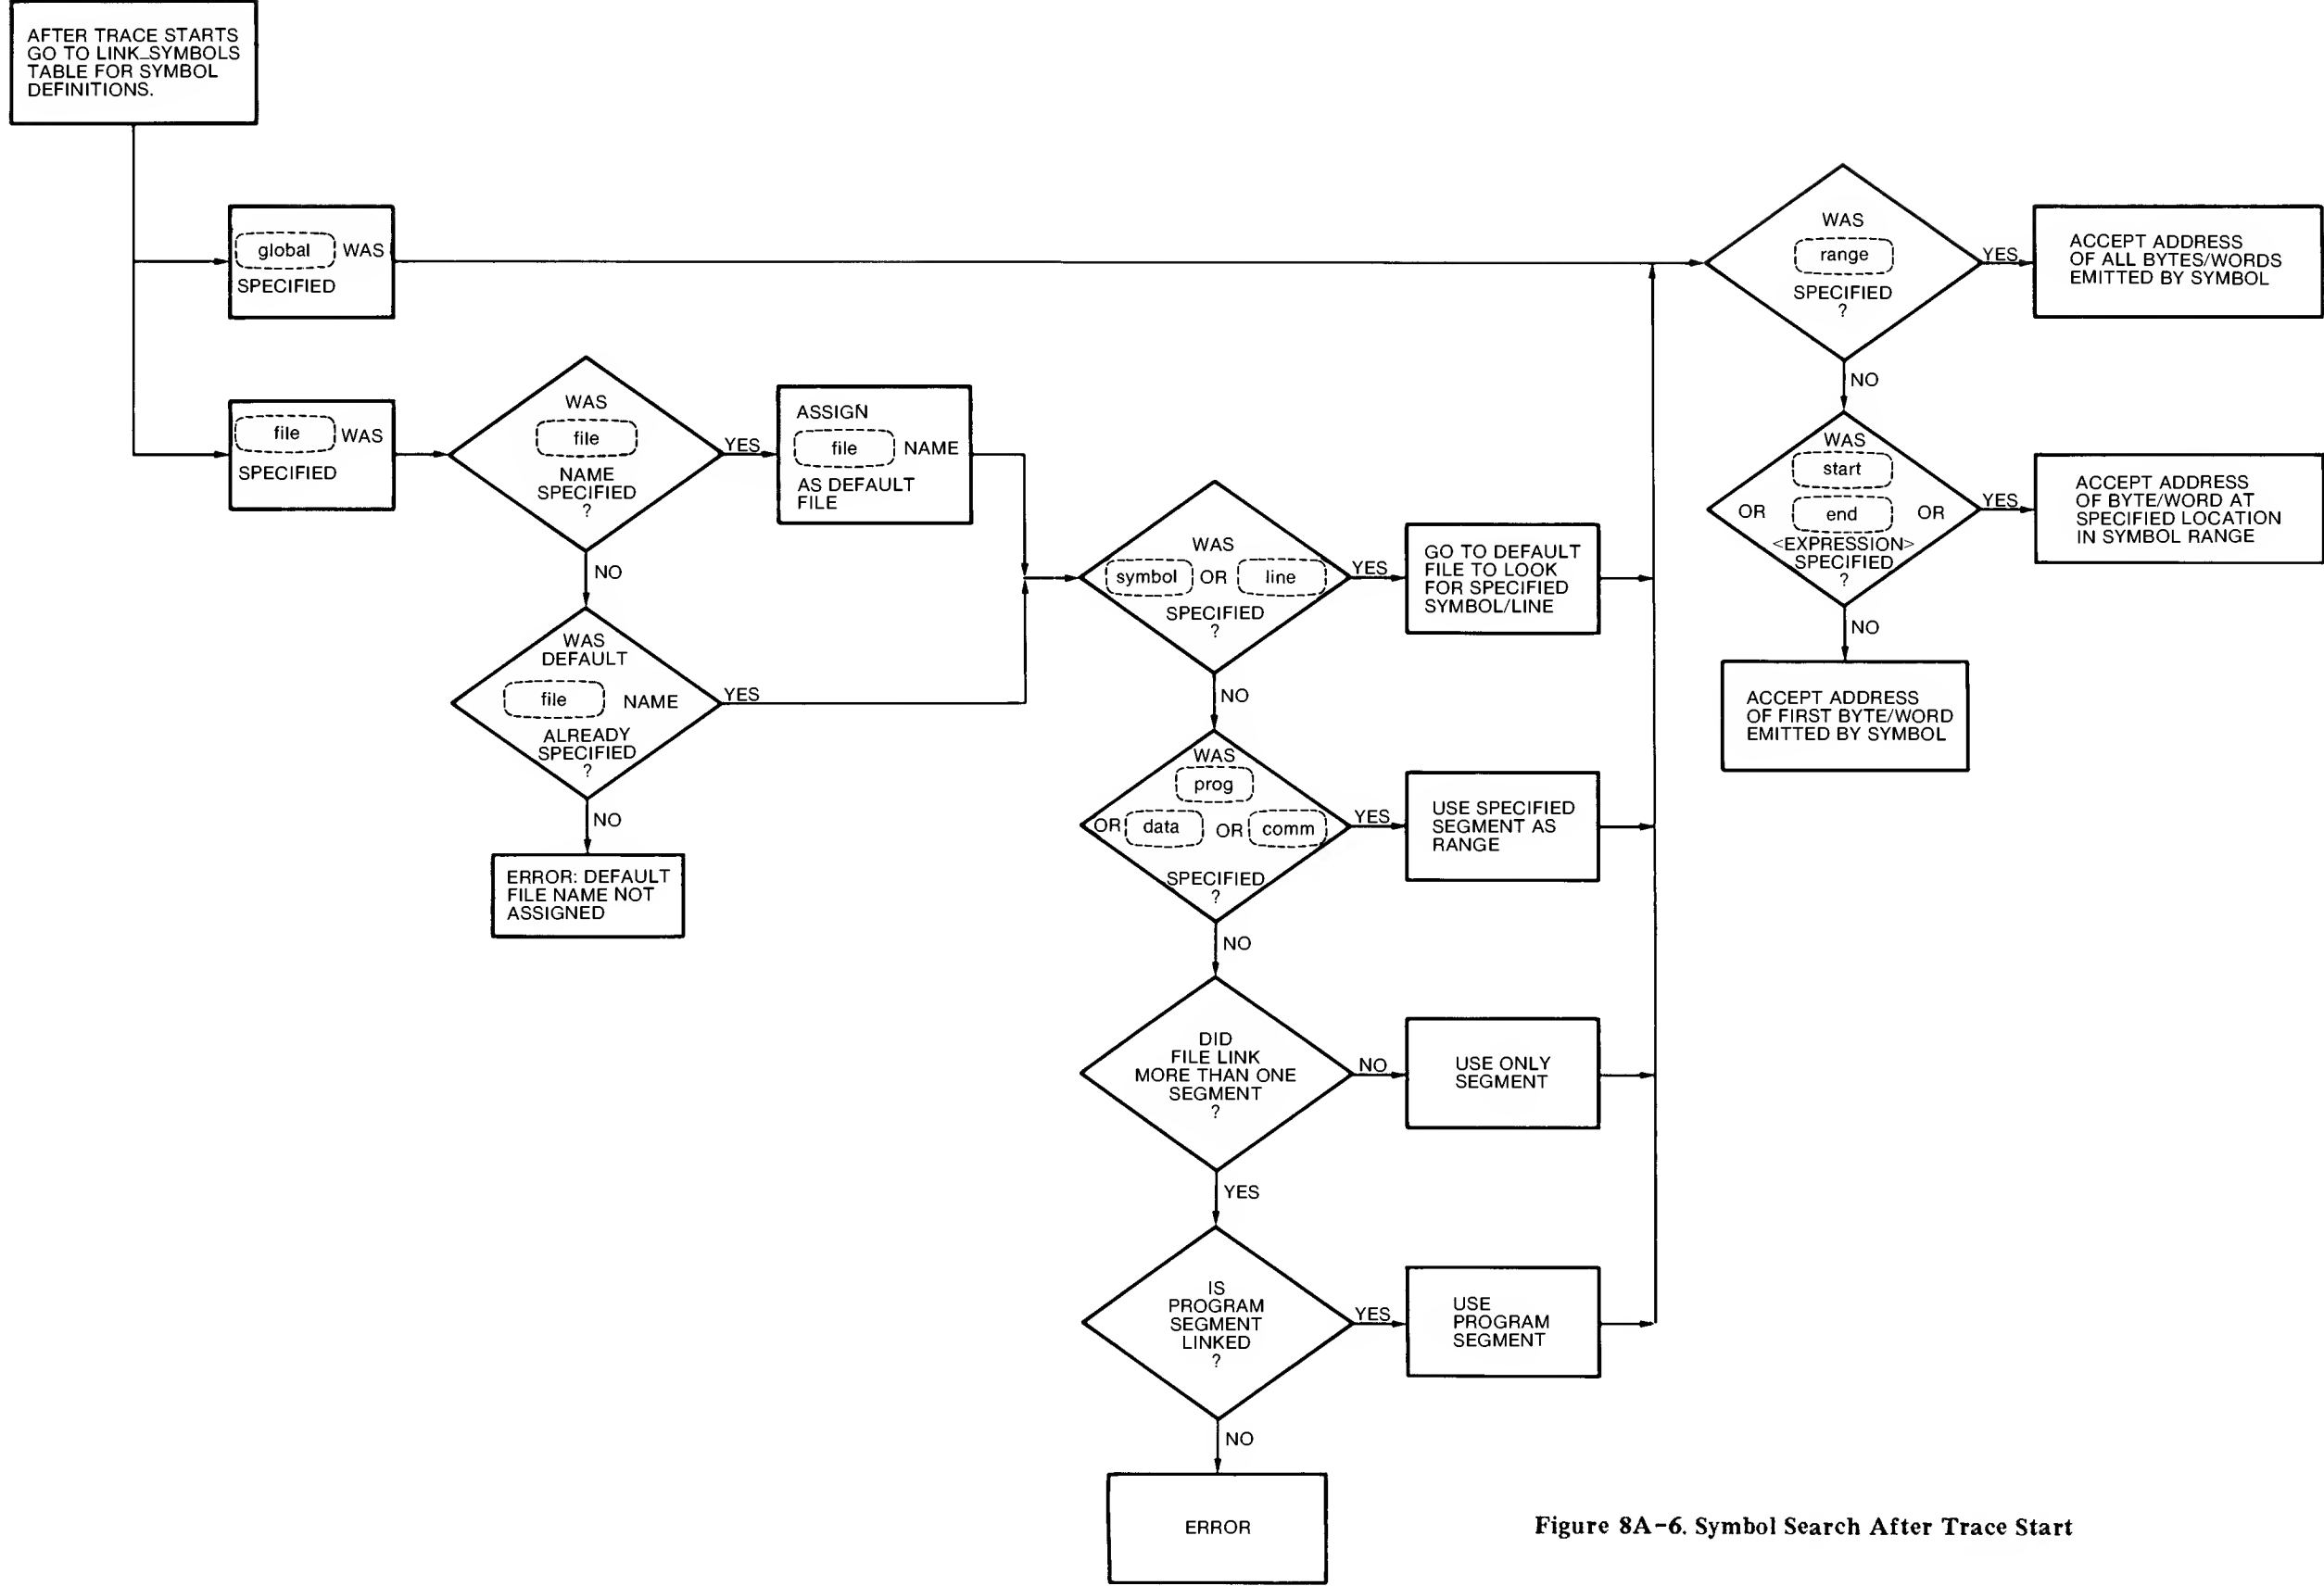 AFTER TRACE STARTS
GO TO LINK_SYMBOLS
TABLE FOR SYMBOL
DEFINITIONS.
global WAS
SPECIFIED
file WAS
SPECIFIED
WAS
file
NAME
SPECIFIED
?
YES
NO
ASSIGN
file NAME
AS DEFAULT
FILE
WAS
DEFAULT
file NAME
ALREADY
SPECIFIED
?
YES
NO
ERROR: DEFAULT
FILE NAME NOT
ASSIGNED
WAS
symbol OR line
SPECIFIED
?
YES
NO
GO TO DEFAULT
FILE TO LOOK
FOR SPECIFIED
SYMBOL/LINE
WAS
prog
OR data OR comm
SPECIFIED
?
YES
NO
USE SPECIFIED
SEGMENT AS
RANGE
DID
FILE LINK
MORE THAN ONE
SEGMENT
?
NO
YES
USE ONLY
SEGMENT
IS
PROGRAM
SEGMENT
LINKED
?
YES
NO
USE
PROGRAM
SEGMENT
ERROR
WAS
range
SPECIFIED
?
YES
NO
ACCEPT ADDRESS
OF ALL BYTES/WORDS
EMITTED BY SYMBOL
WAS
start
OR end OR
<EXPRESSION>
SPECIFIED
?
YES
NO
ACCEPT ADDRESS
OF BYTE/WORD AT
SPECIFIED LOCATION
IN SYMBOL RANGE
ACCEPT ADDRESS
OF FIRST BYTE/WORD
EMITTED BY SYMBOL
Figure 8A-6. Symbol Search After Trace Start